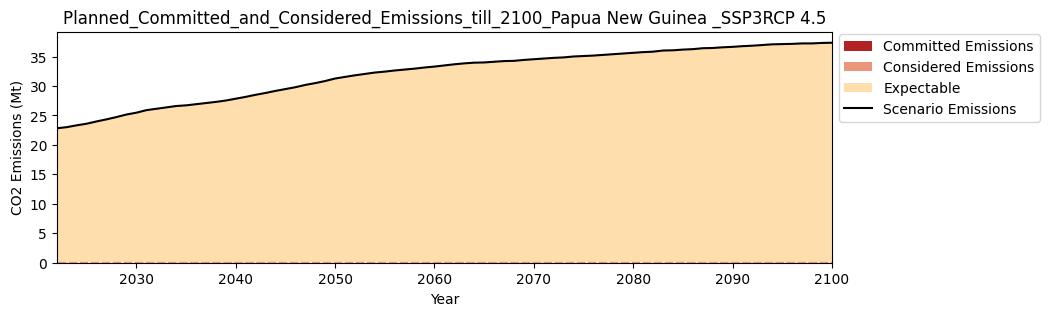 Planned_Committed_and_Considered_Emissions_till_2100_Papua New Guinea _SSP3RCP 4.5
CO2 Emissions (Mt)
35
30
25
20
15
10
5
0
2030 2040 2050 2060 2070 2080 2090 2100
Year
Committed Emissions
Considered Emissions
Expectable
Scenario Emissions